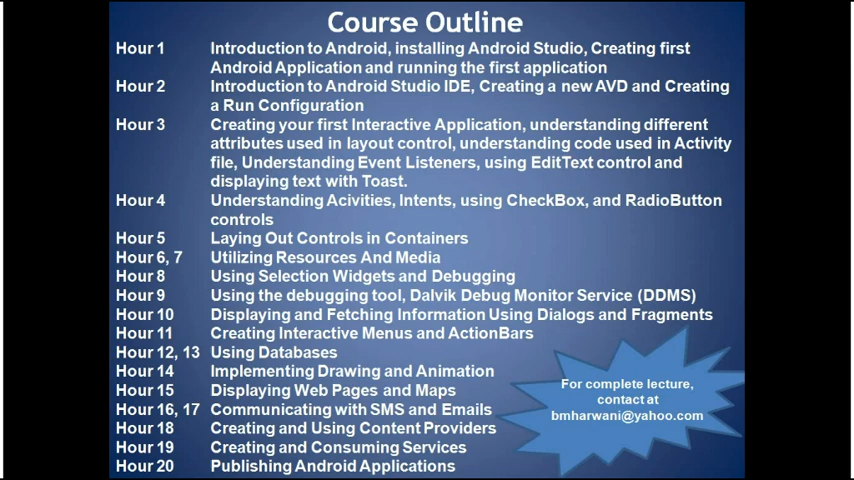 Course Outline
Hour 1 Introduction to Android, installing Android Studio, Creating first
Android Application and running the first application
Hour 2 Introduction to Android Studio IDE, Creating a new AVD and Creating
a Run Configuration
Hour 3 Creating your first Interactive Application, understanding different
attributes used in layout control, understanding code used in Activity
file, Understanding Event Listeners, using EditText control and
displaying text with Toast.
Hour 4 Understanding Acivities, Intents, using CheckBox, and RadioButton
controls
Hour 5 Laying Out Controls in Containers
Hour 6, 7 Utilizing Resources And Media
Hour 8 Using Selection Widgets and Debugging
Hour 9 Using the debugging tool, Dalvik Debug Monitor Service (DDMS)
Hour 10 Displaying and Fetching Information Using Dialogs and Fragments
Hour 11 Creating Interactive Menus and ActionBars
Hour 12, 13 Using Databases
Hour 14 Implementing Drawing and Animation
Hour 15 Displaying Web Pages and Maps
Hour 16, 17 Communicating with SMS and Emails
Hour 18 Creating and Using Content Providers
Hour 19 Creating and Consuming Services
Hour 20 Publishing Android Applications
For complete lecture,
contact at
bmharwani@yahoo.com